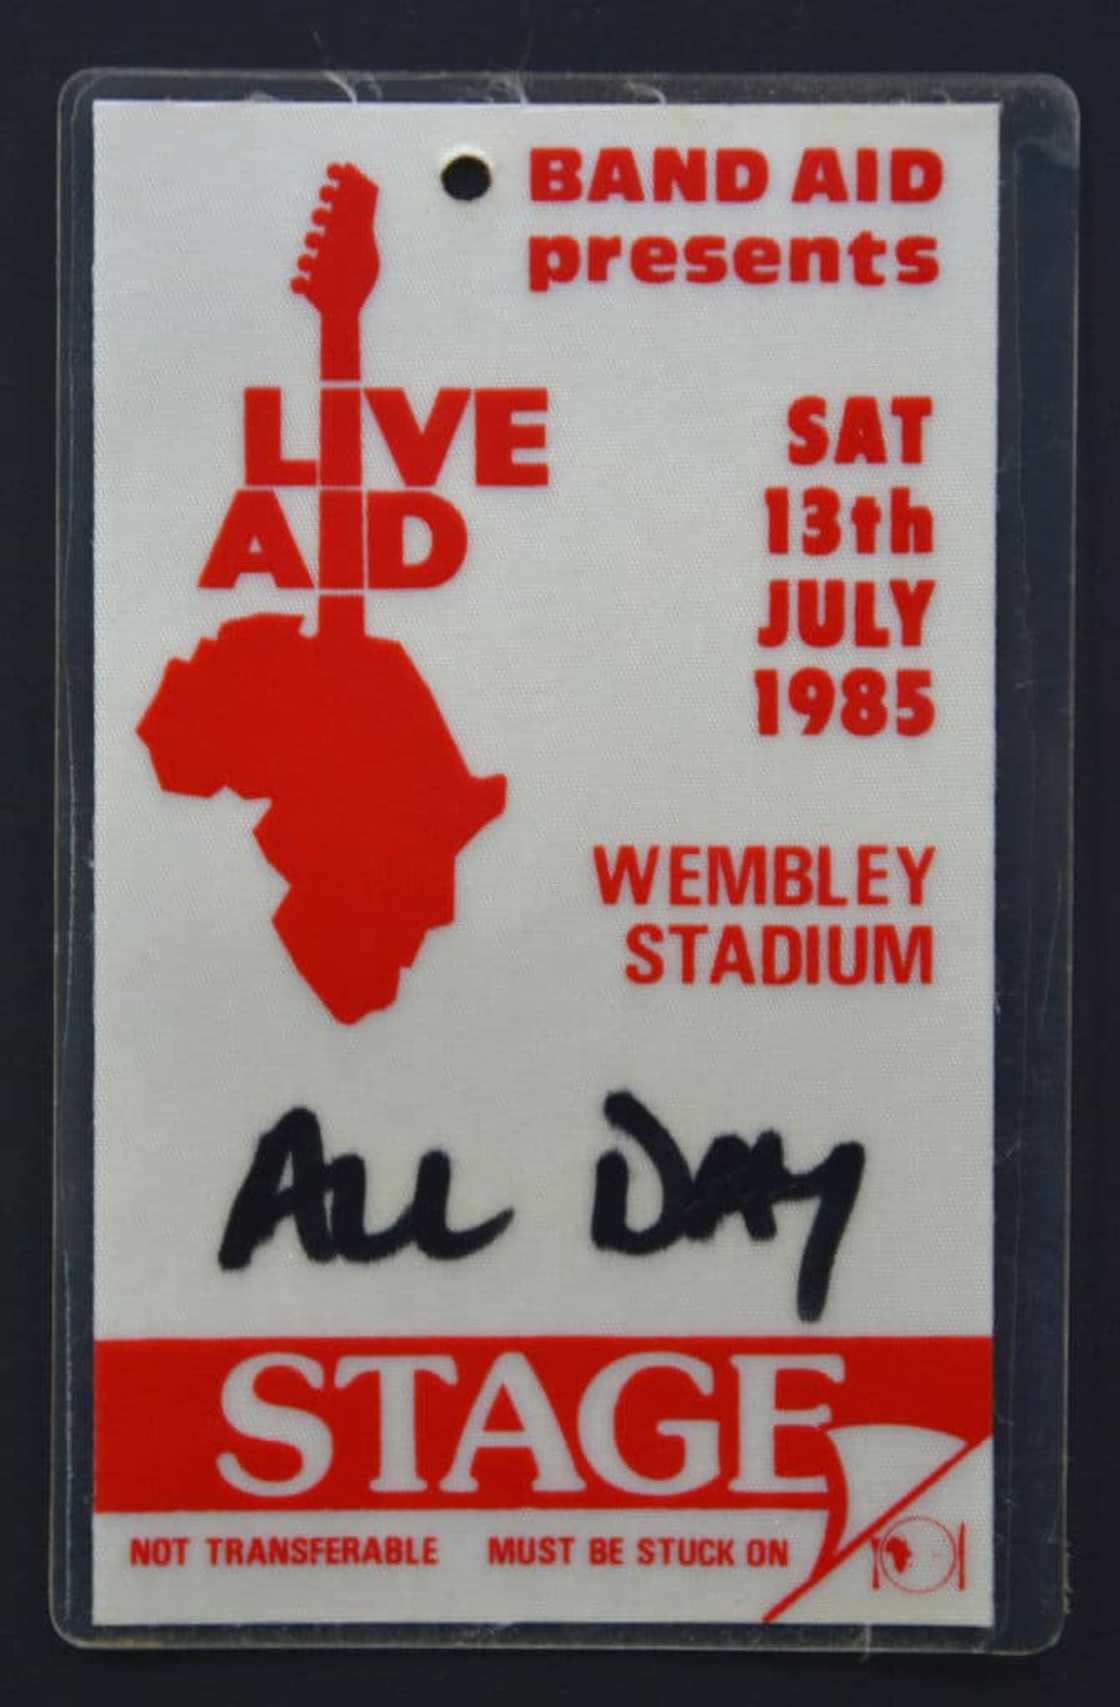 BAND AID
presents
LIVE
AID
SAT
13th
JULY
1985
WEMBLEY
STADIUM
ALL DAY
STAGE
NOT TRANSFERABLE MUST BE STUCK ON